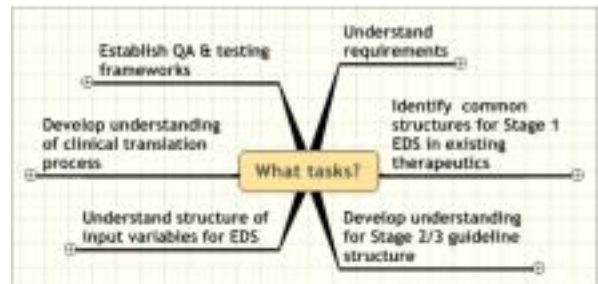 Understand
requirements
Establish QA & testing
frameworks
Identify common
structures for Stage 1
EDS in existing
therapeutics
Develop understanding
of clinical translation
process
What tasks?
Understand structure of
input variables for EDS
Develop understanding
for Stage 2/3 guideline
structure